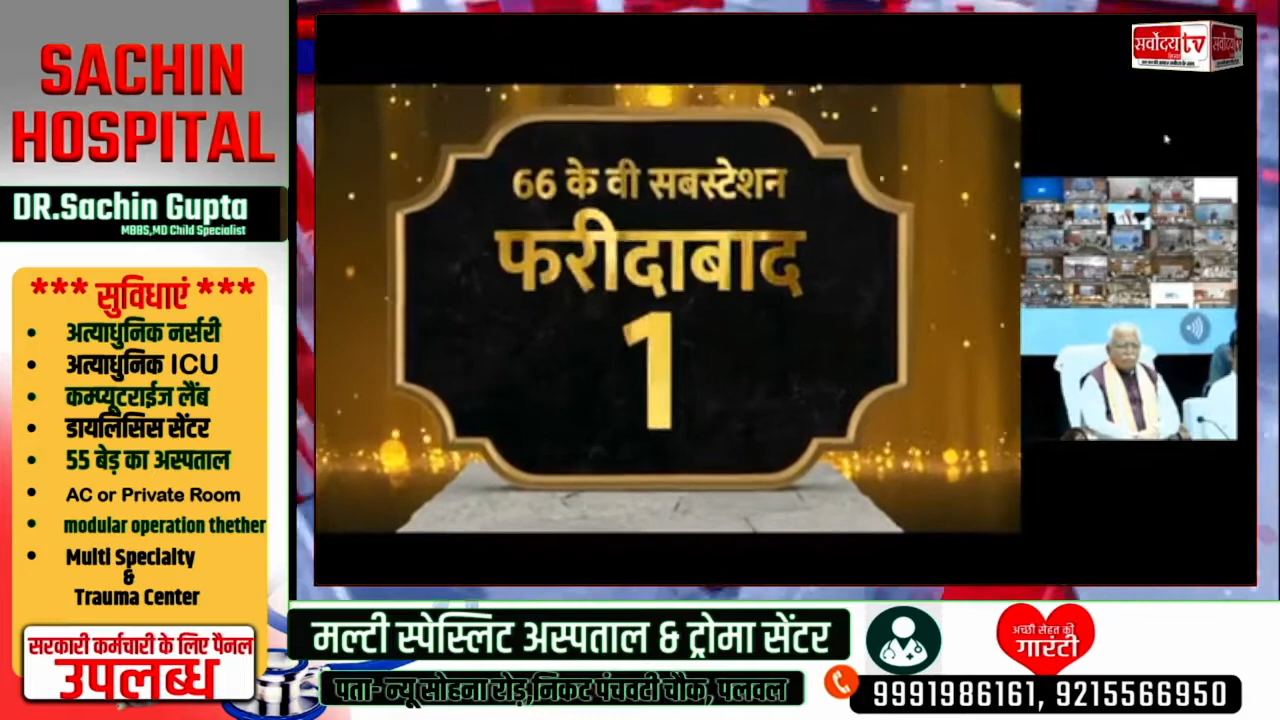 SACHIN
HOSPITAL
DR.Sachin Gupta
MBBS,MD Child Specialist
*** सुविधाएं ***
• अत्याधुनिक नर्सरी
• अत्याधुनिक ICU
• कम्प्यूटराईज लैंब
• डायलिसिस सेंटर
• 55 बेड़ का अस्पताल
• AC or Private Room
• modular operation thether
• Multi Specialty
&
Trauma Center
सरकारी कर्मचारी के लिए पैनल
उपलब्ध
सर्वोदय tv
66 के वी सबस्टेशन
फरीदाबाद
1
मल्टी स्पेस्लिट अस्पताल & ट्रोमा सेंटर
पता- न्यू सोहना रोड़,निकट पंचवटी चौक, पलवल
अच्छी सेहत की
गारंटी
9991986161, 9215566950